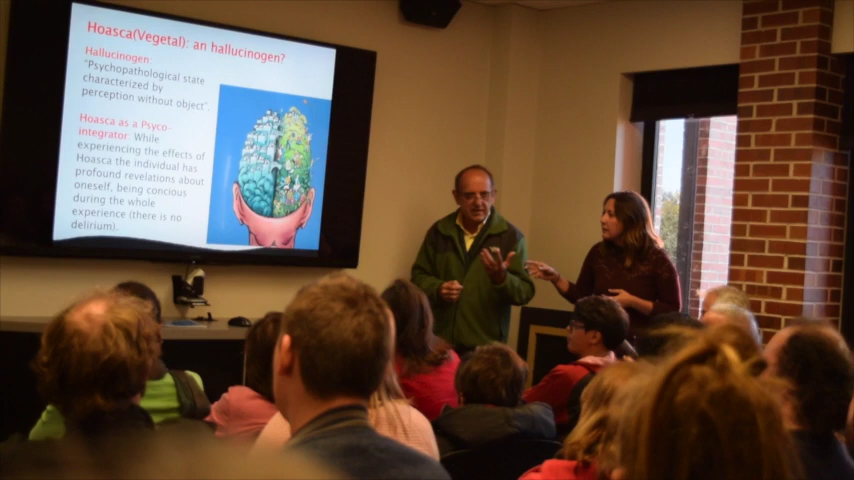 Hoasca(Vegetal): an hallucinogen?
Hallucinogen:
"Psychopathological state
characterized by
perception without object".
Hoasca as a Psyco-
integrator: While
experiencing the effects of
Hoasca the individual has
profound revelations about
oneself, being concious
during the whole
experience (there is no
delirium).